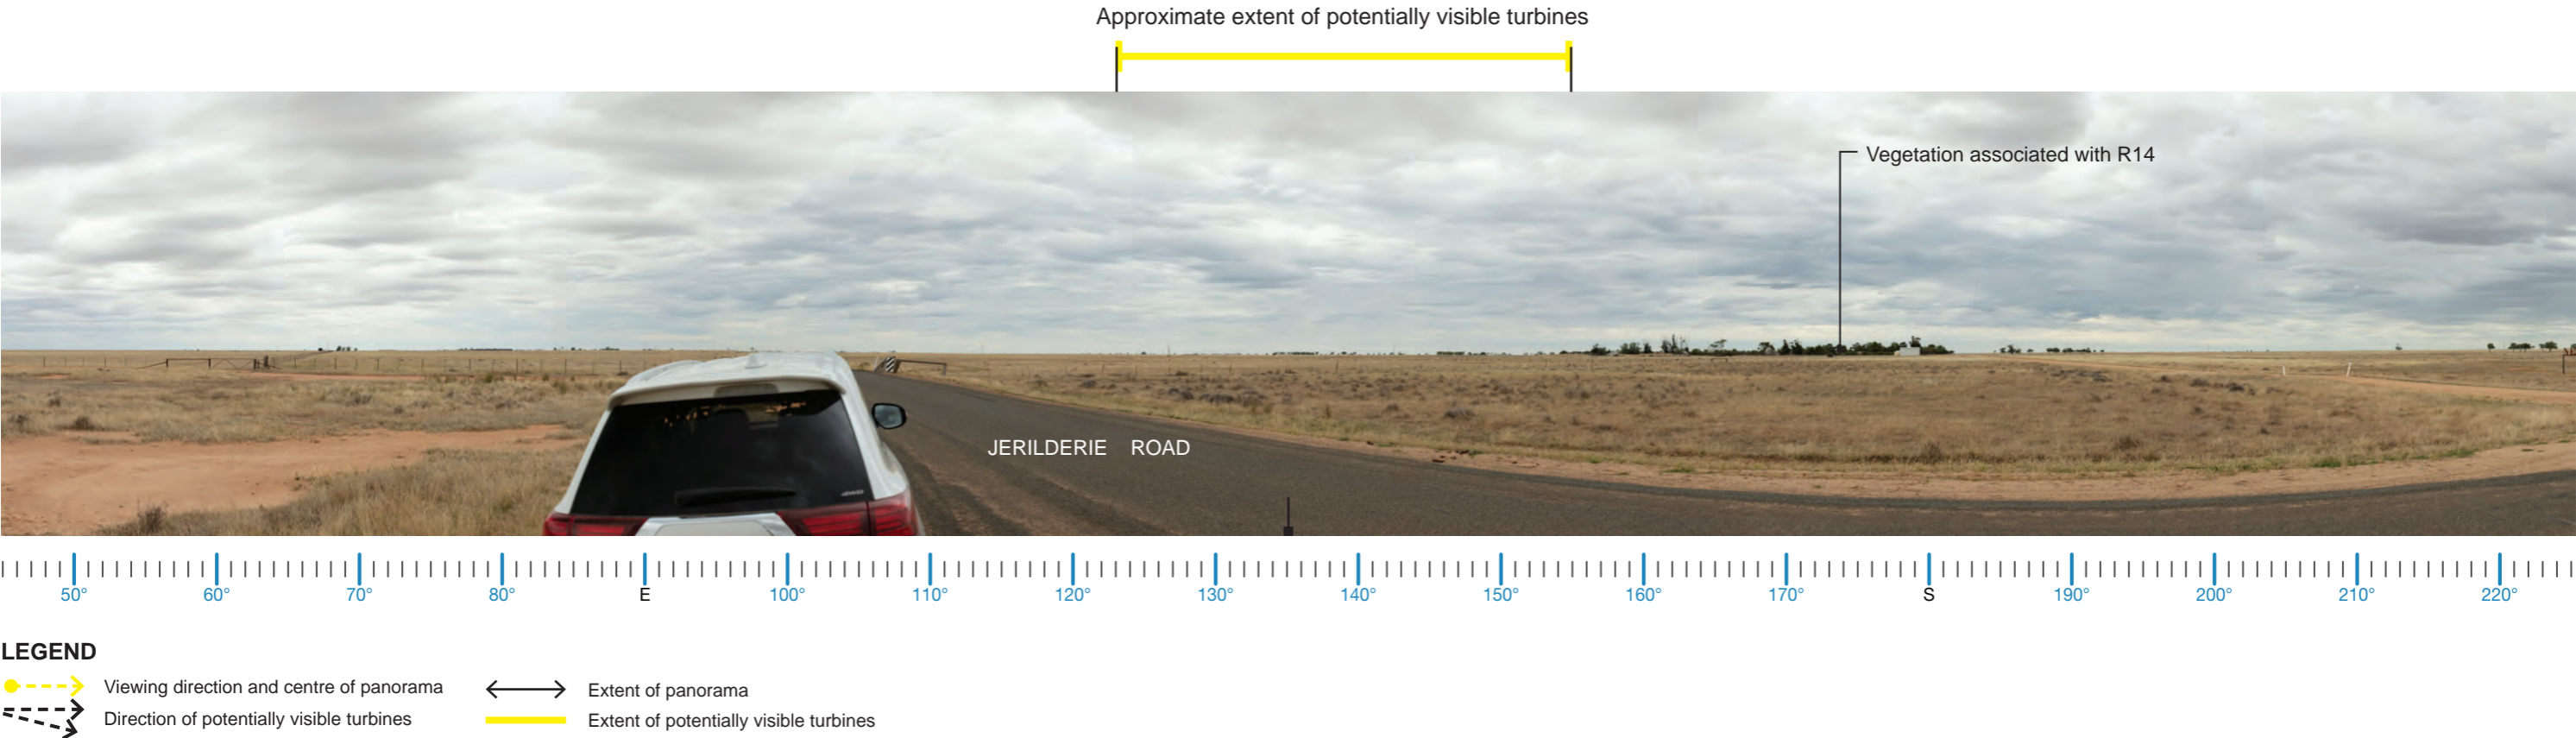 Approximate extent of potentially visible turbines
Vegetation associated with R14
JERILDERIE ROAD
4WD
50° 60° 70° 80° E 100° 110° 120° 130° 140° 150° 160° 170° S 190° 200° 210° 220°
LEGEND
Viewing direction and centre of panorama
Extent of panorama
Direction of potentially visible turbines
Extent of potentially visible turbines